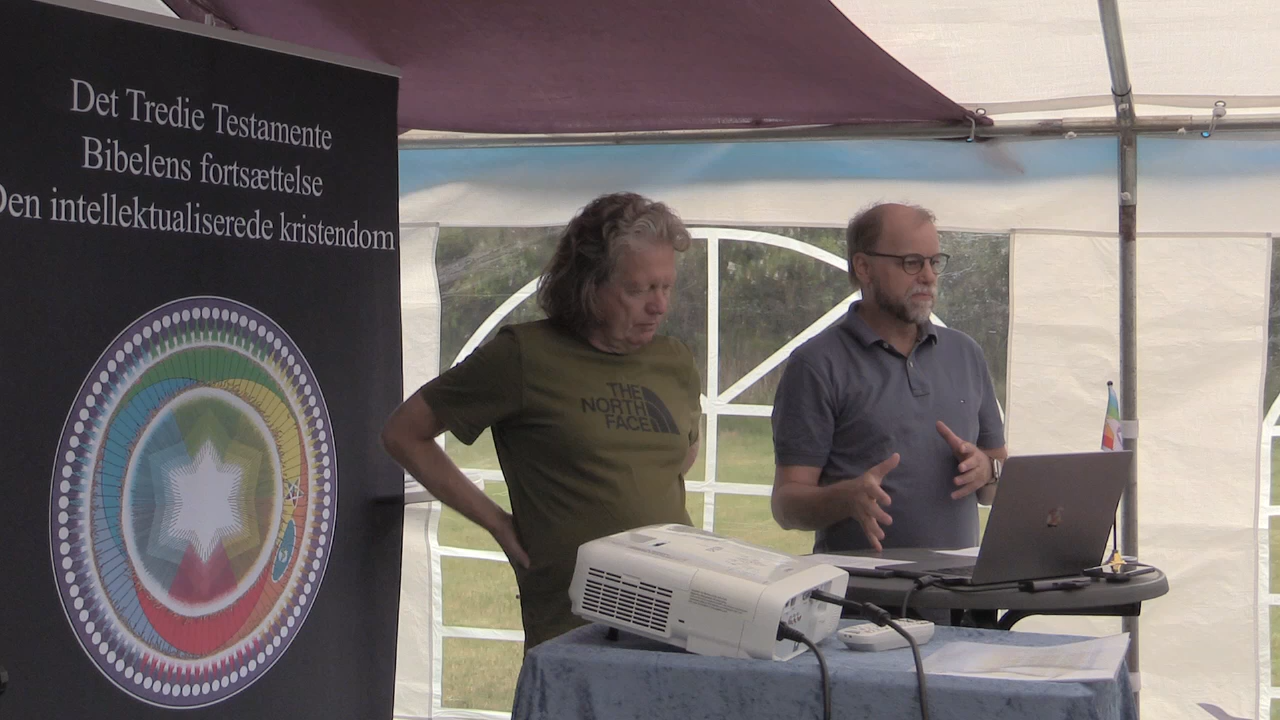 Det Tredie Testamente
Bibelens fortsættelse
Den intellektualiserede kristendom
THE
NORTH
FACE